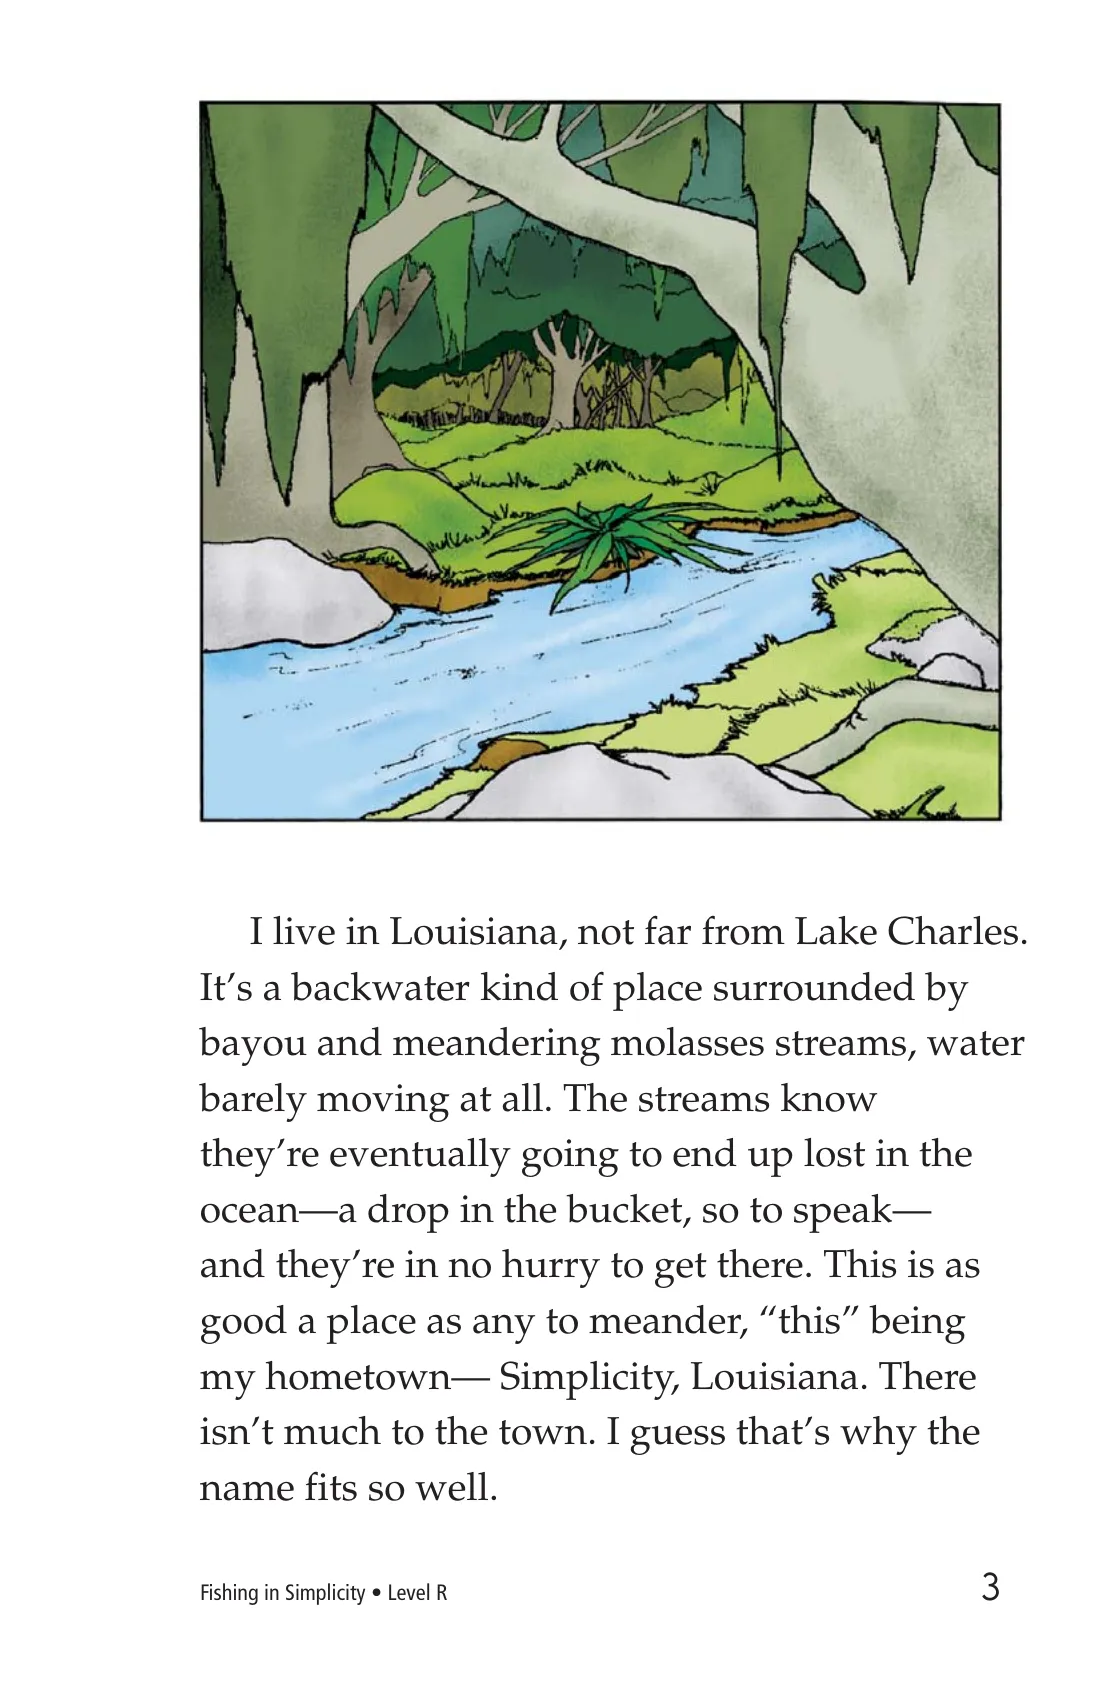 I live in Louisiana, not far from Lake Charles.
It’s a backwater kind of place surrounded by
bayou and meandering molasses streams, water
barely moving at all. The streams know
they’re eventually going to end up lost in the
ocean—a drop in the bucket, so to speak—
and they’re in no hurry to get there. This is as
good a place as any to meander, “this” being
my hometown— Simplicity, Louisiana. There
isn’t much to the town. I guess that’s why the
name fits so well.
Fishing in Simplicity • Level R
3